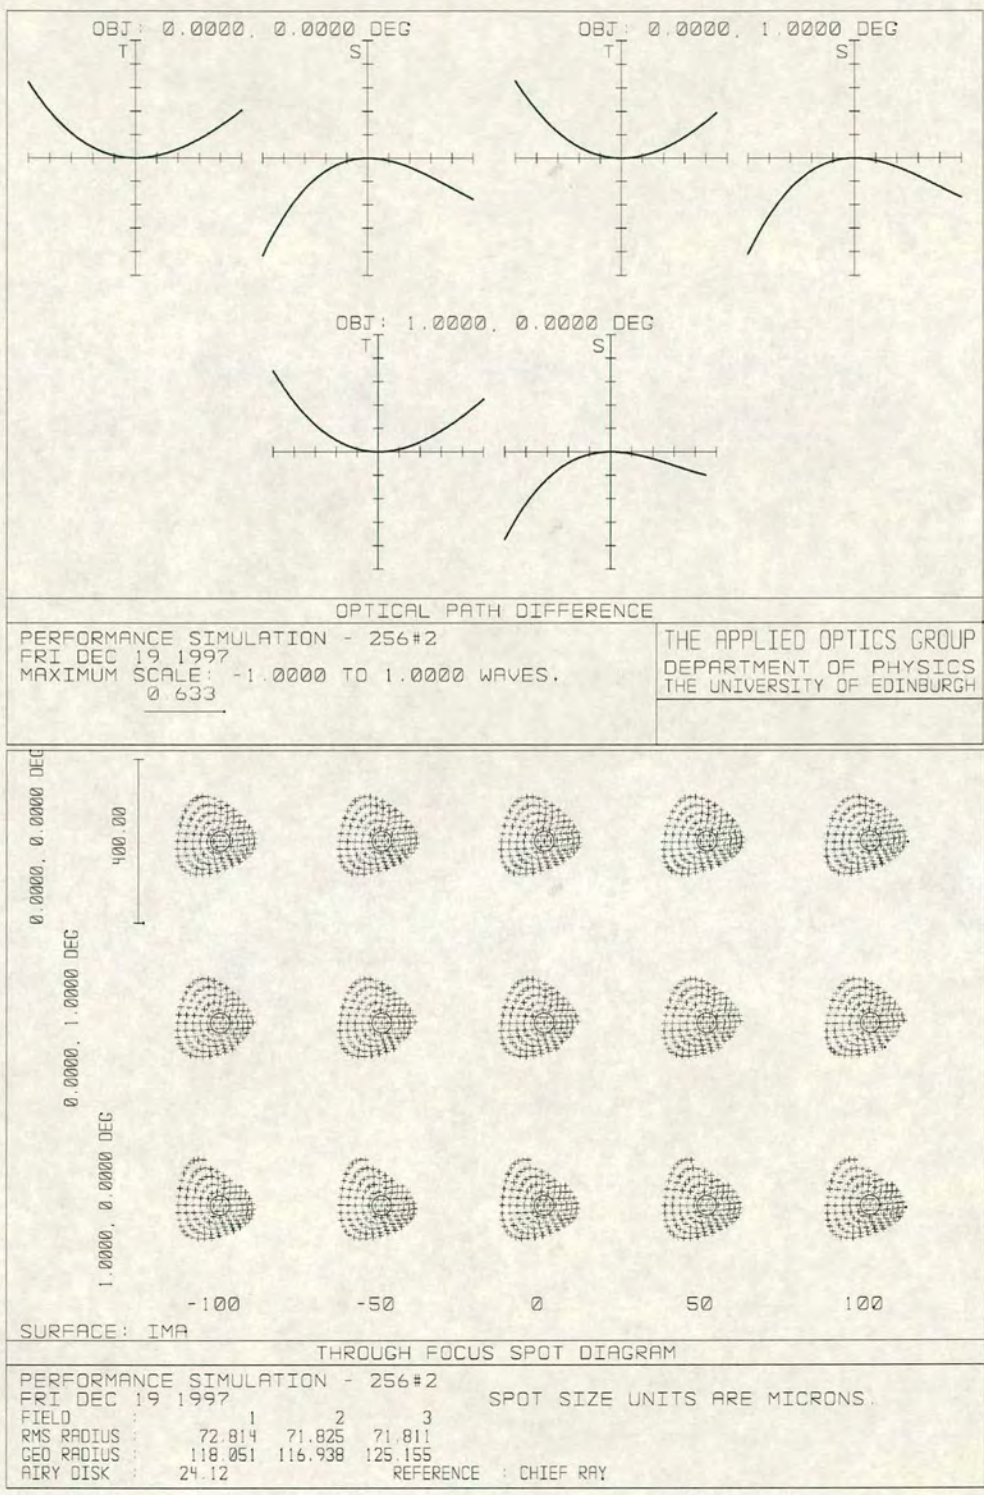 OBJ: 0.0000, 0.0000 DEG
T
S
OBJ: 0.0000, 1.0000 DEG
T
S
OBJ: 1.0000, 0.0000 DEG
T
S
OPTICAL PATH DIFFERENCE
PERFORMANCE SIMULATION - 256#2
FRI DEC 19 1997
MAXIMUM SCALE: -1.0000 TO 1.0000 WAVES.
0.633
THE APPLIED OPTICS GROUP
DEPARTMENT OF PHYSICS
THE UNIVERSITY OF EDINBURGH
0.0000, 0.0000 DEG
400.00
0.0000, 1.0000 DEG
1.0000, 0.0000 DEG
-100 -50 0 50 100
SURFACE: IMA
THROUGH FOCUS SPOT DIAGRAM
PERFORMANCE SIMULATION - 256#2
FRI DEC 19 1997 SPOT SIZE UNITS ARE MICRONS.
FIELD : 1 2 3
RMS RADIUS : 72.814 71.825 71.811
GEO RADIUS : 118.051 116.938 125.155
AIRY DISK : 24.12 REFERENCE : CHIEF RAY